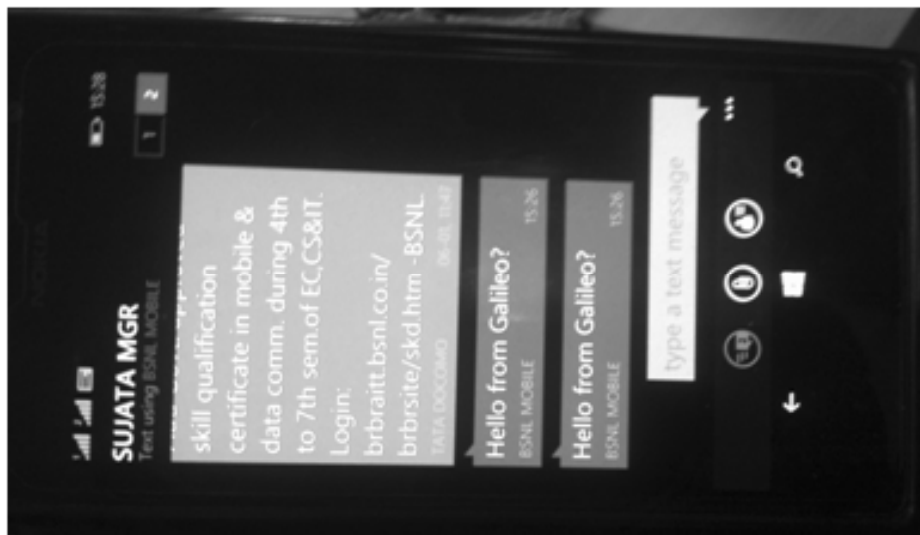 15:28
SUJATA MGR
1 2
Text using BSNL MOBILE
skill qualification
certificate in mobile &
data comm. during 4th
to 7th sem.of EC,CS&IT.
Login:
brbraitt.bsnl.co.in/
brbrsite/skd.htm -BSNL.
TATA DOCOMO
Hello from Galileo?
BSNL MOBILE 15:26
Hello from Galileo?
BSNL MOBILE 15:26
type a text message